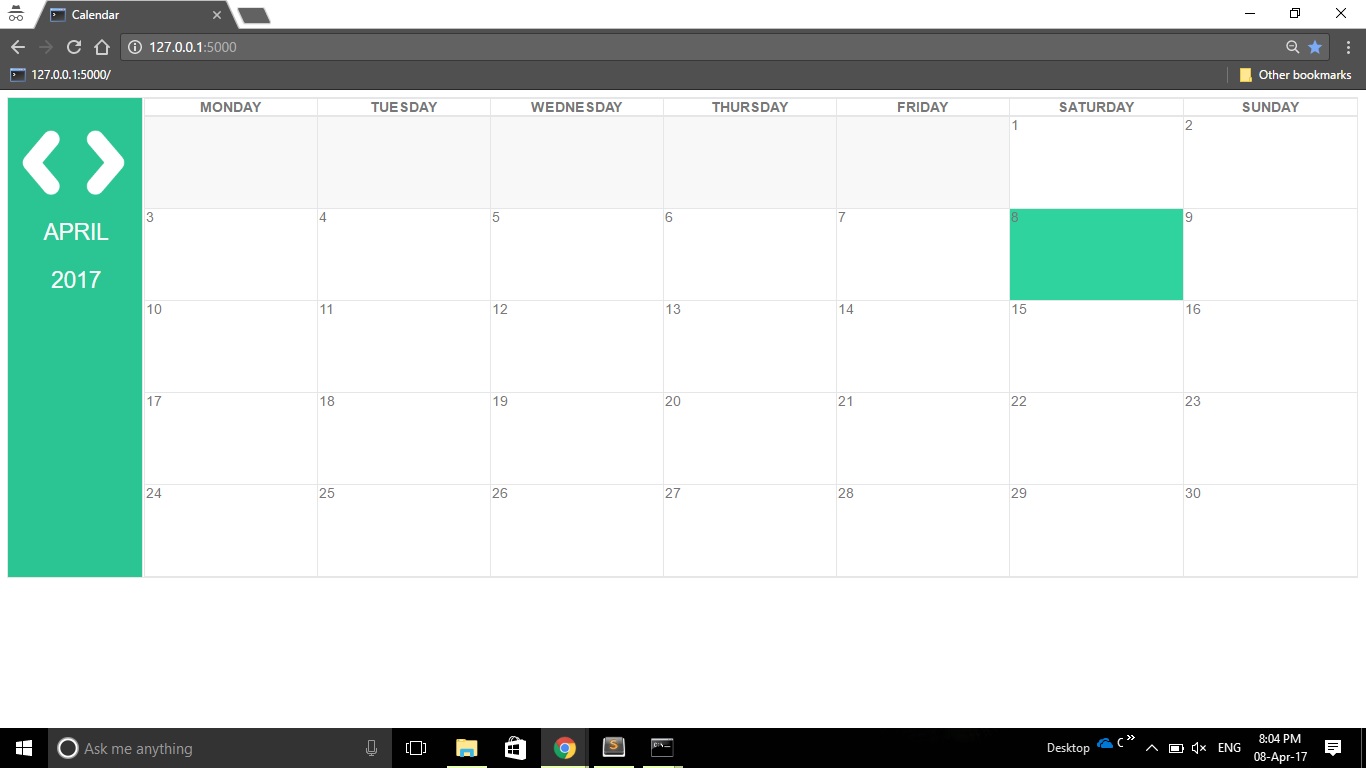 Calendar
127.0.0.1:5000
127.0.0.1:5000/
Other bookmarks
APRIL
2017
MONDAY TUESDAY WEDNESDAY THURSDAY FRIDAY SATURDAY SUNDAY
1 2
3 4 5 6 7 8 9
10 11 12 13 14 15 16
17 18 19 20 21 22 23
24 25 26 27 28 29 30
Ask me anything
Desktop
C »
ENG
8:04 PM
08-Apr-17